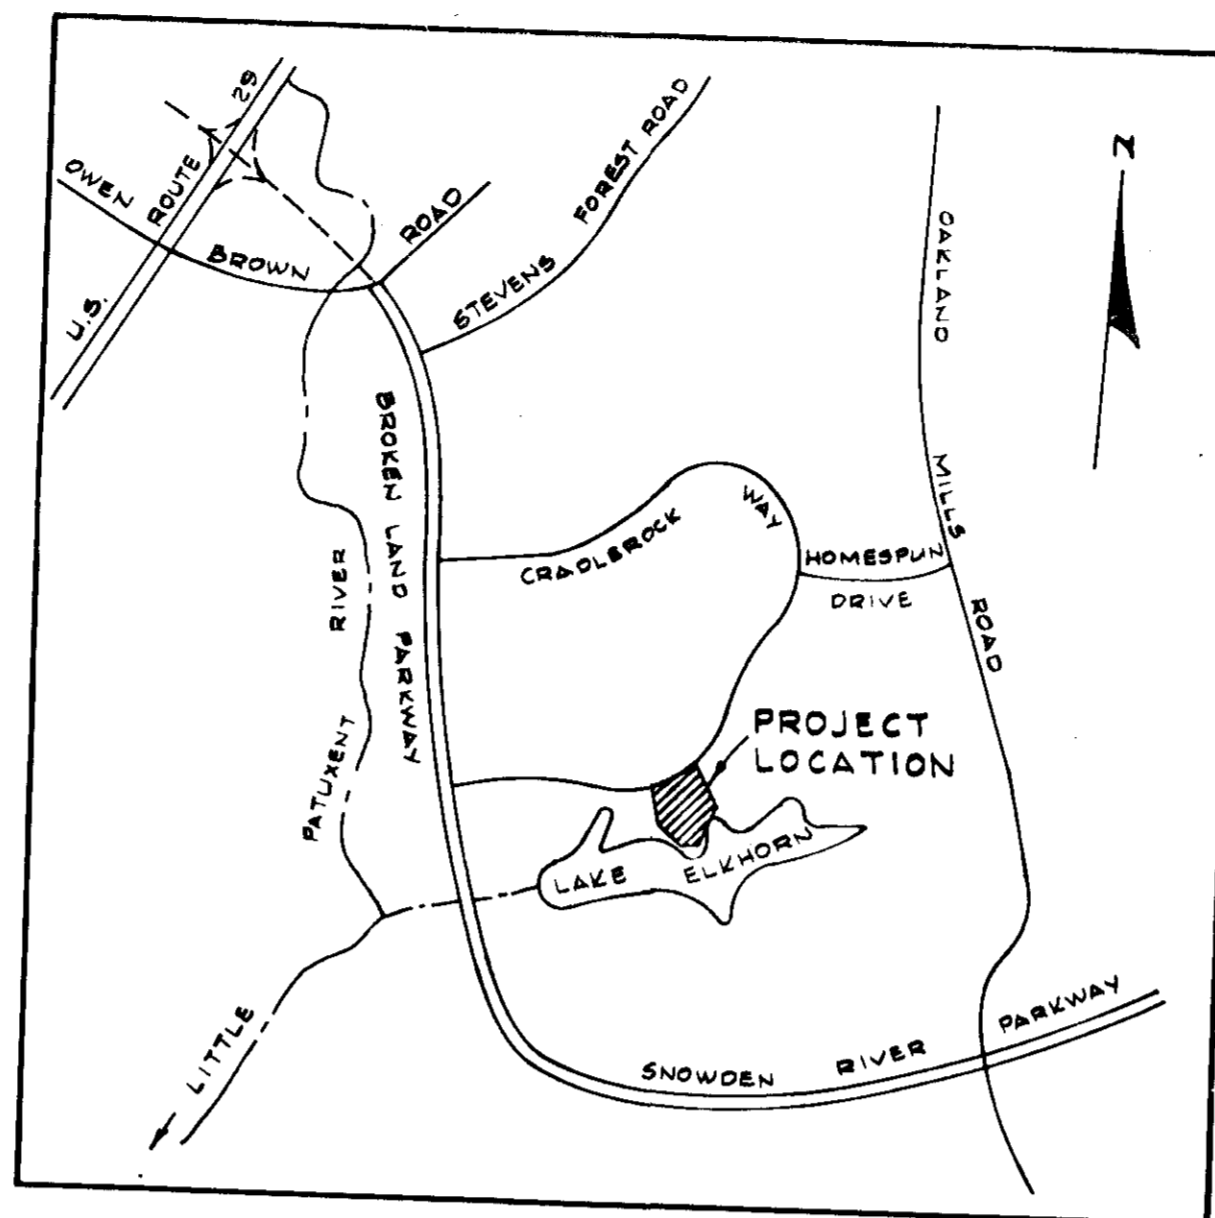 U.S. ROUTE 29
OWEN BROWN ROAD
STEVENS FOREST ROAD
N
OAKLAND MILLS ROAD
BROKEN LAND PARKWAY
CRADLEROCK WAY
HOMESPUN
DRIVE
PROJECT
LOCATION
LAKE ELKHORN
LITTLE PATUXENT RIVER
SNOWDEN RIVER PARKWAY